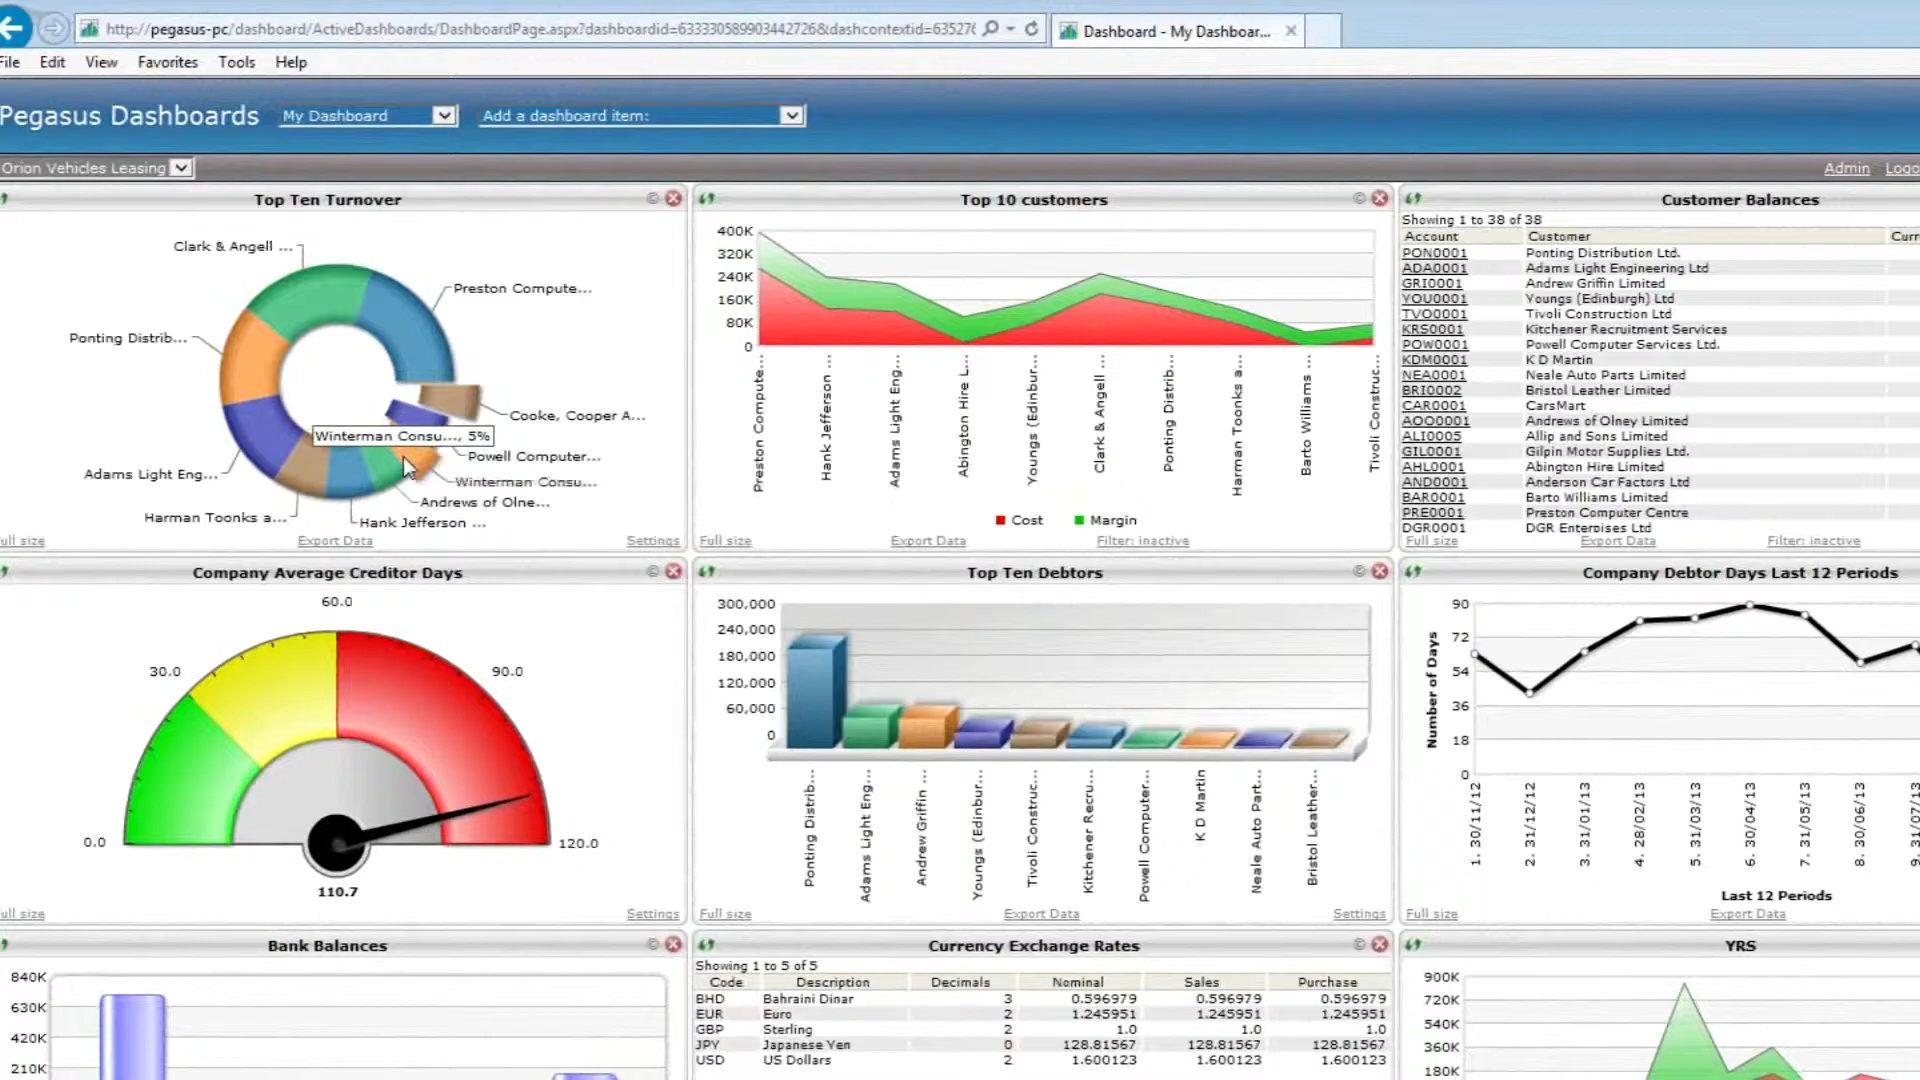 http://pegasus-pc/dashboard/ActiveDashboards/DashboardPage.aspx?dashboardid=633330589903442726&dashcontextid=63527(
Dashboard - My Dashboar...
File Edit View Favorites Tools Help
Pegasus Dashboards
My Dashboard
Add a dashboard item:
Orion Vehicles Leasing
Admin
Logo
Top Ten Turnover
Clark & Angell ...
Preston Compute...
Ponting Distrib...
Cooke, Cooper A...
Winterman Consu..., 5%
Powell Computer...
Adams Light Eng...
Winterman Consu...
Andrews of Olne...
Harman Toonks a...
Hank Jefferson ...
ull size
Export Data
Settings
Top 10 customers
400K
320K
240K
160K
80K
0
Preston Compute...
Hank Jefferson ...
Adams Light Eng...
Abington Hire L...
Youngs (Edinbur...
Clark & Angell ...
Ponting Distrib...
Harman Toonks a...
Barto Williams ...
Tivoli Construc...
Cost
Margin
Full size
Export Data
Filter: inactive
Customer Balances
Showing 1 to 38 of 38
Account Customer Curr
PON0001 Ponting Distribution Ltd.
ADA0001 Adams Light Engineering Ltd
GRI0001 Andrew Griffin Limited
YOU0001 Youngs (Edinburgh) Ltd
TVO0001 Tivoli Construction Ltd
KRS0001 Kitchener Recruitment Services
POW0001 Powell Computer Services Ltd.
KDM0001 K D Martin
NEA0001 Neale Auto Parts Limited
BRI0002 Bristol Leather Limited
CAR0001 CarsMart
AOO0001 Andrews of Olney Limited
ALI0005 Allip and Sons Limited
GIL0001 Gilpin Motor Supplies Ltd.
AHL0001 Abington Hire Limited
AND0001 Anderson Car Factors Ltd
BAR0001 Barto Williams Limited
PRE0001 Preston Computer Centre
DGR0001 DGR Enterpises Ltd
Full size
Export Data
Filter: inactive
Company Average Creditor Days
60.0
30.0
90.0
0.0
120.0
110.7
ull size
Settings
Top Ten Debtors
300,000
240,000
180,000
120,000
60,000
0
Ponting Distrib...
Adams Light Eng...
Andrew Griffin ...
Youngs (Edinbur...
Tivoli Construc...
Kitchener Recru...
Powell Computer...
K D Martin
Neale Auto Part...
Bristol Leather...
Full size
Export Data
Settings
Company Debtor Days Last 12 Periods
Number of Days
90
72
54
36
18
0
1. 30/11/12
2. 31/12/12
3. 31/01/13
4. 28/02/13
5. 31/03/13
6. 30/04/13
7. 31/05/13
8. 30/06/13
9. 31/07/13
Last 12 Periods
Full size
Export Data
Bank Balances
840K
630K
420K
210K
Currency Exchange Rates
Showing 1 to 5 of 5
Code Description Decimals Nominal Sales Purchase
BHD Bahraini Dinar 3 0.596979 0.596979 0.596979
EUR Euro 2 1.245951 1.245951 1.245951
GBP Sterling 2 1.0 1.0 1.0
JPY Japanese Yen 0 128.81567 128.81567 128.81567
USD US Dollars 2 1.600123 1.600123 1.600123
YRS
900K
720K
540K
360K
180K